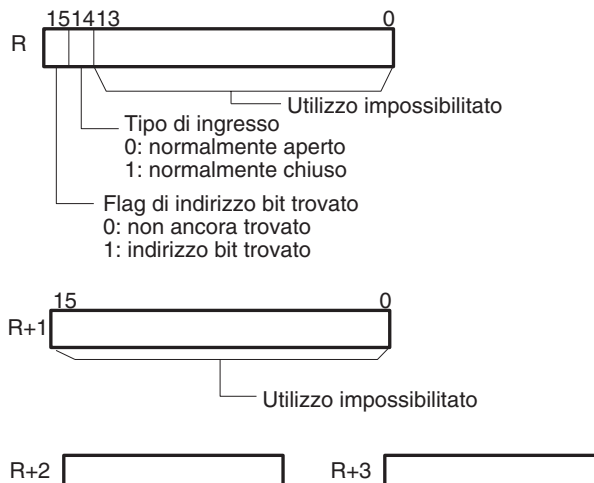 15 14 13 0
R
Utilizzo impossibilitato
Tipo di ingresso
0: normalmente aperto
1: normalmente chiuso
Flag di indirizzo bit trovato
0: non ancora trovato
1: indirizzo bit trovato
15 0
R+1
Utilizzo impossibilitato
R+2 R+3